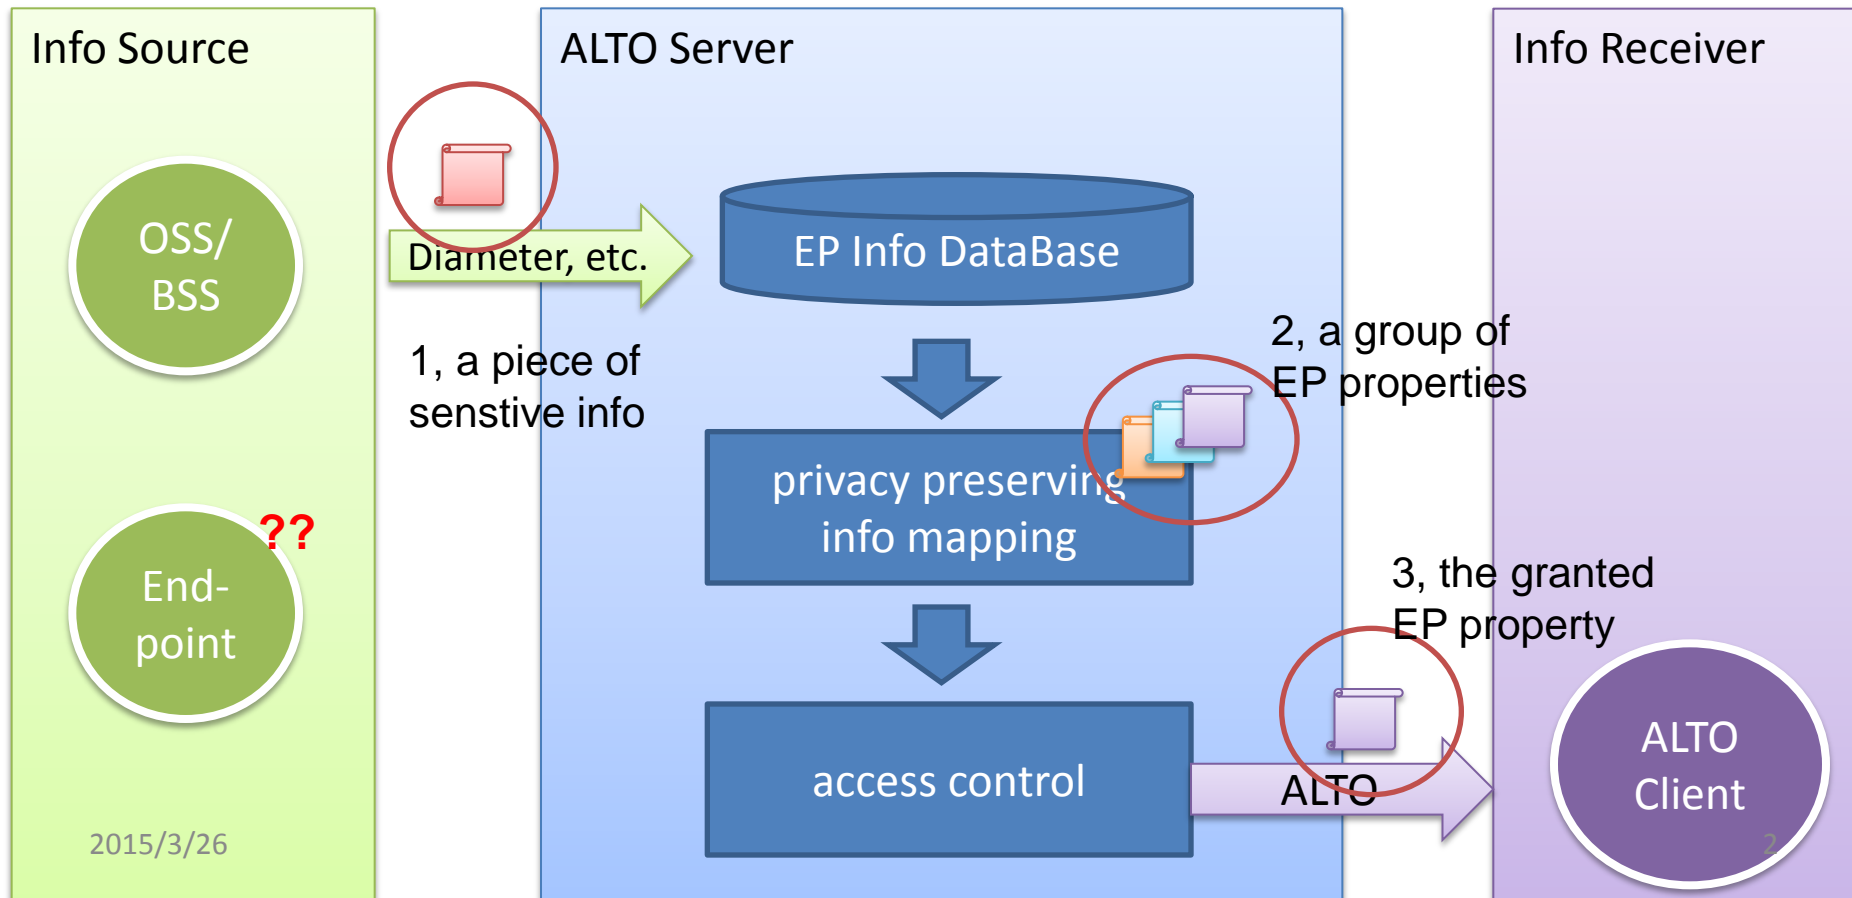 Info Source
OSS/
BSS
??
End-
point
2015/3/26
Diameter, etc.
1, a piece of
senstive info
ALTO Server
EP Info DataBase
2, a group of
EP properties
privacy preserving
info mapping
access control
3, the granted
EP property
ALTO
Info Receiver
ALTO
Client
2